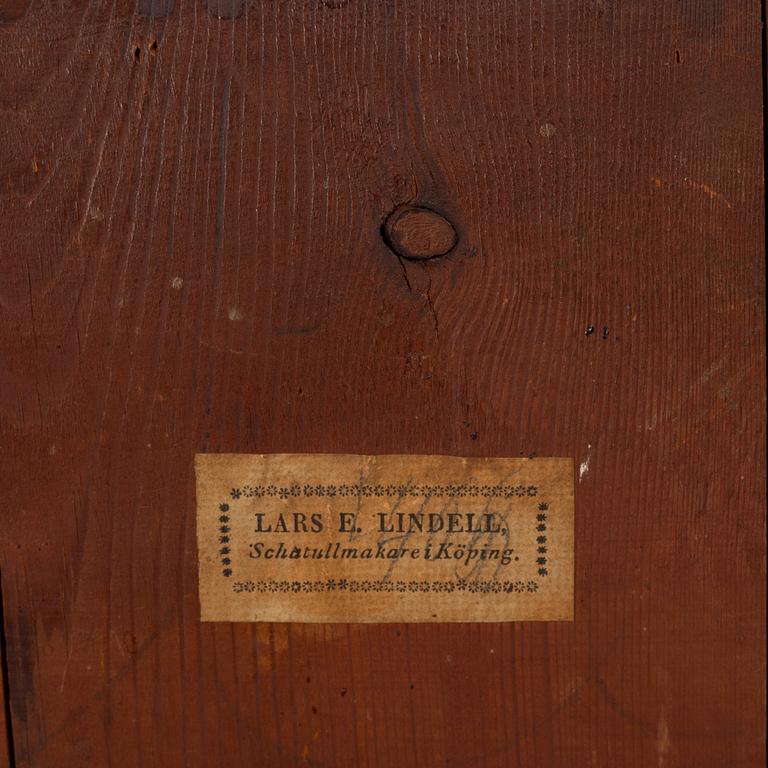 LARS E. LINDELL,
Schatullmakare i Köping.